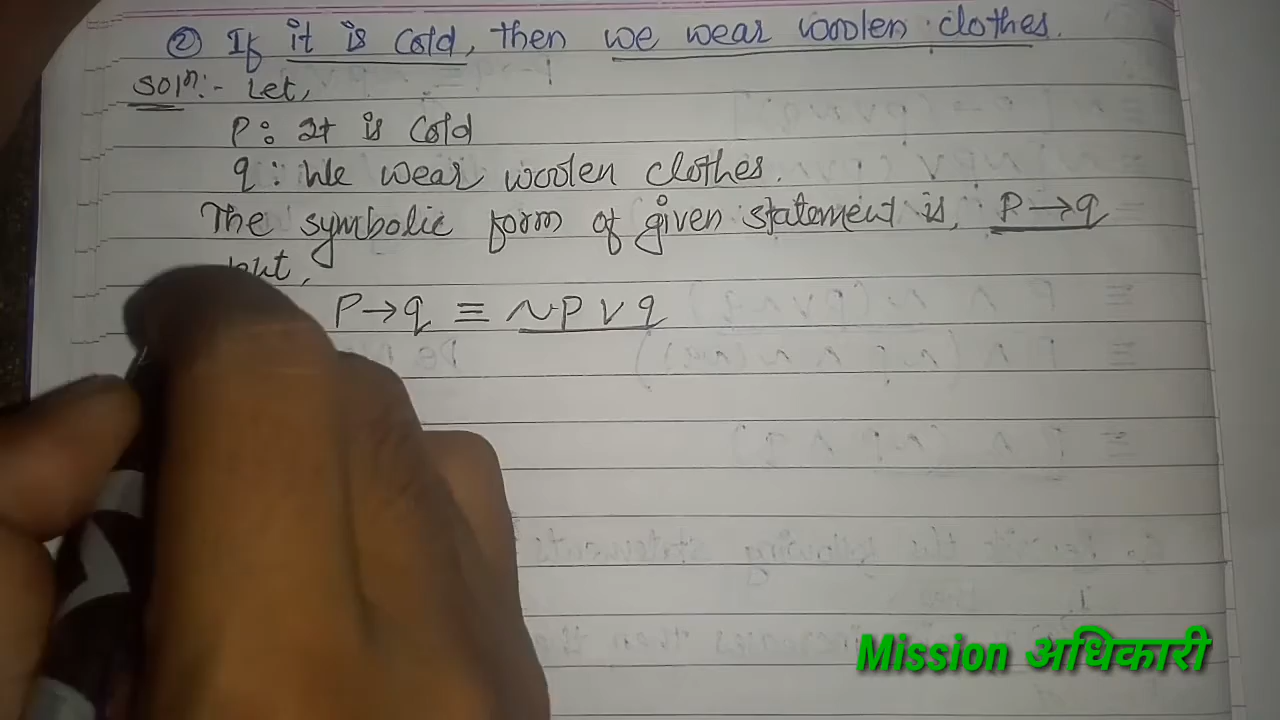 ② If it is cold, then we wear woolen clothes.
Solⁿ:- Let,
P: It is cold
q: We wear woolen clothes.
The symbolic form of given statement is, P→q
but,
P→q ≡ ~P ∨ q
Mission अधिकारी